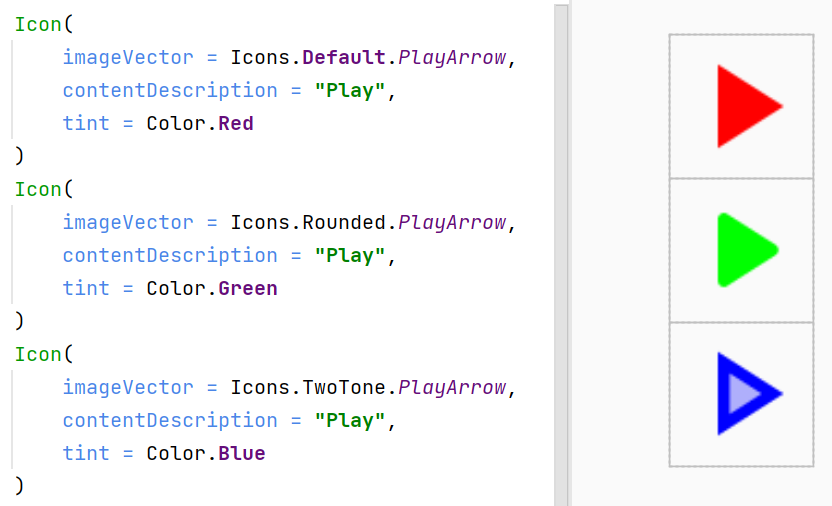 Icon(
    imageVector = Icons.Default.PlayArrow,
    contentDescription = "Play",
    tint = Color.Red
)
Icon(
    imageVector = Icons.Rounded.PlayArrow,
    contentDescription = "Play",
    tint = Color.Green
)
Icon(
    imageVector = Icons.TwoTone.PlayArrow,
    contentDescription = "Play",
    tint = Color.Blue
)